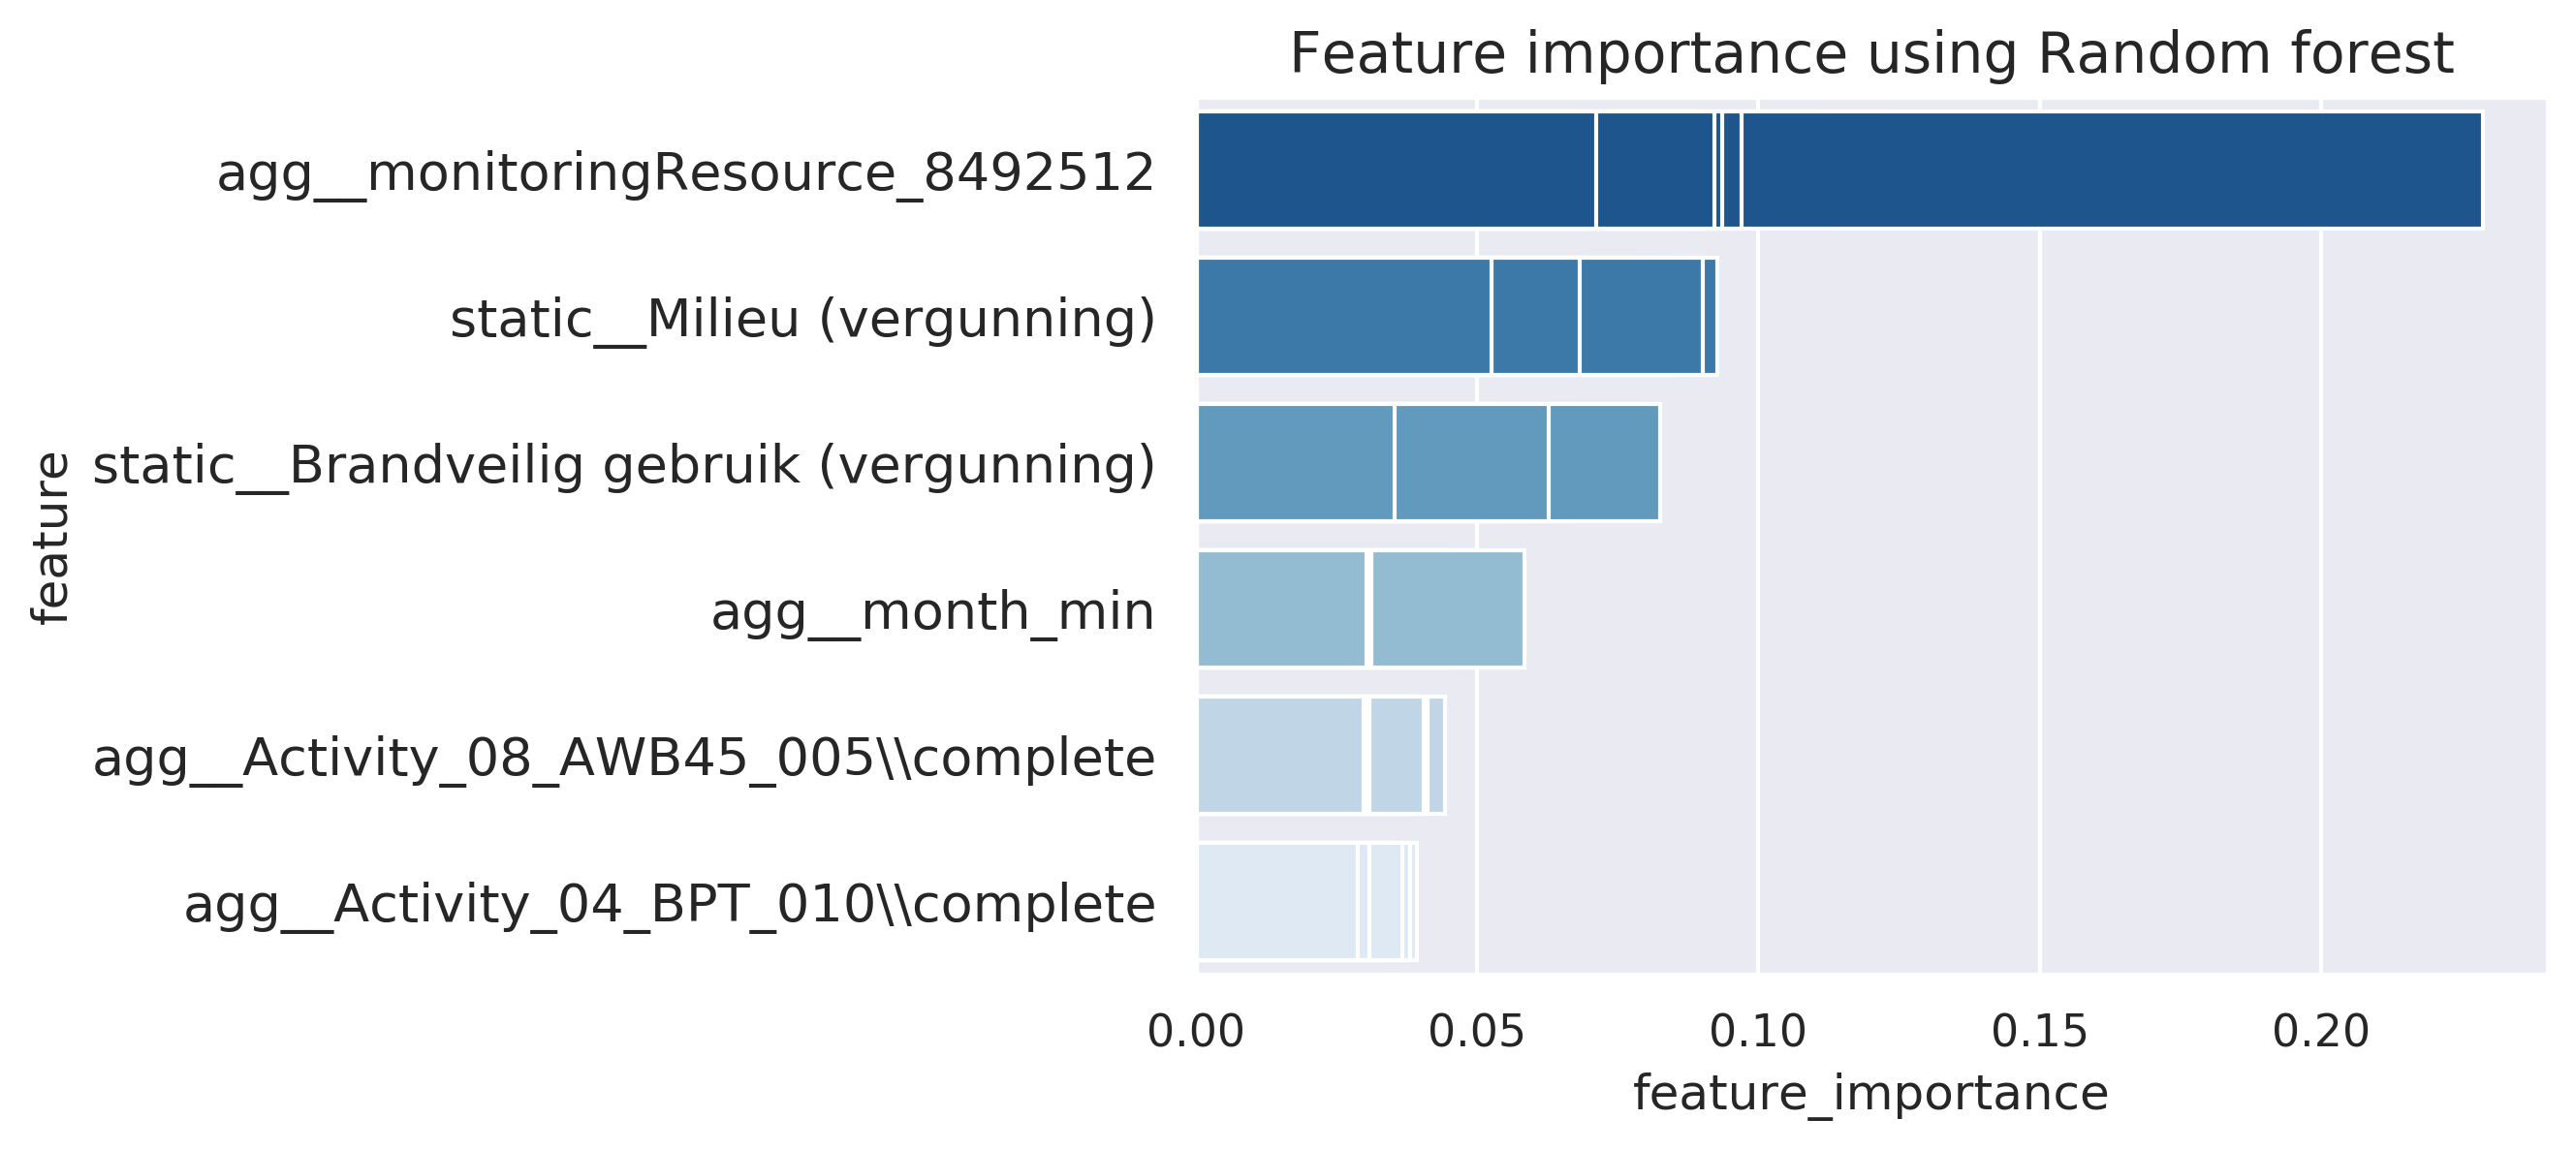 Feature importance using Random forest
agg__monitoringResource_8492512
static__Milieu (vergunning)
static__Brandveilig gebruik (vergunning)
agg__month_min
agg__Activity_08_AWB45_005\\complete
agg__Activity_04_BPT_010\\complete
feature
0.00 0.05 0.10 0.15 0.20
feature_importance